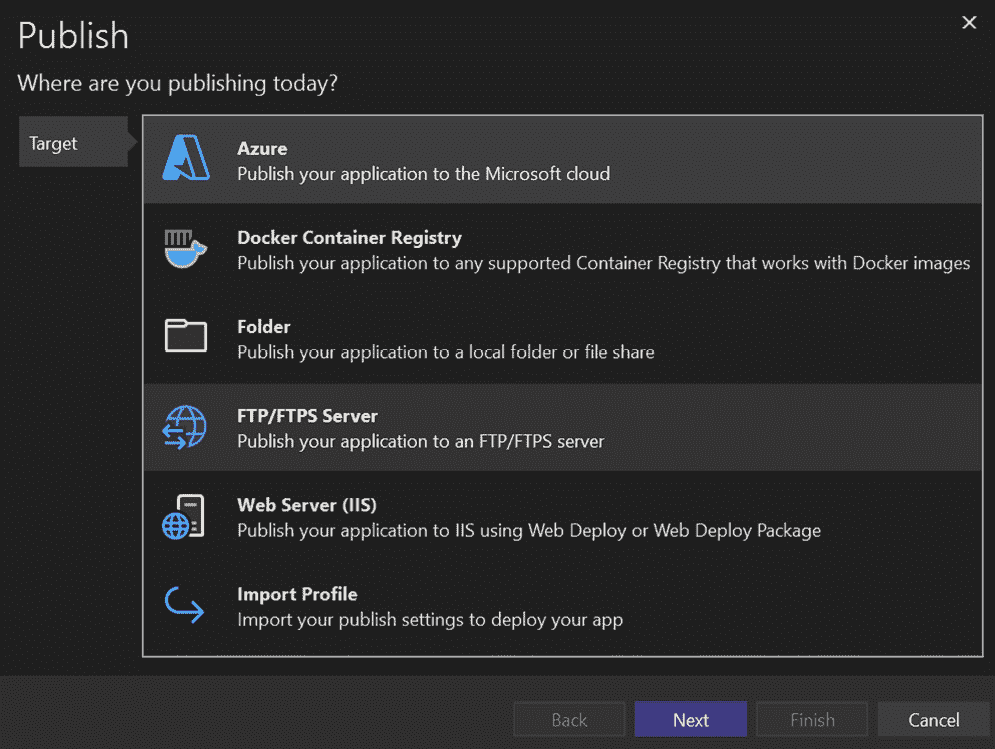 Publish
Where are you publishing today?
Target
Azure
Publish your application to the Microsoft cloud
Docker Container Registry
Publish your application to any supported Container Registry that works with Docker images
Folder
Publish your application to a local folder or file share
FTP/FTPS Server
Publish your application to an FTP/FTPS server
Web Server (IIS)
Publish your application to IIS using Web Deploy or Web Deploy Package
Import Profile
Import your publish settings to deploy your app
Back
Next
Finish
Cancel